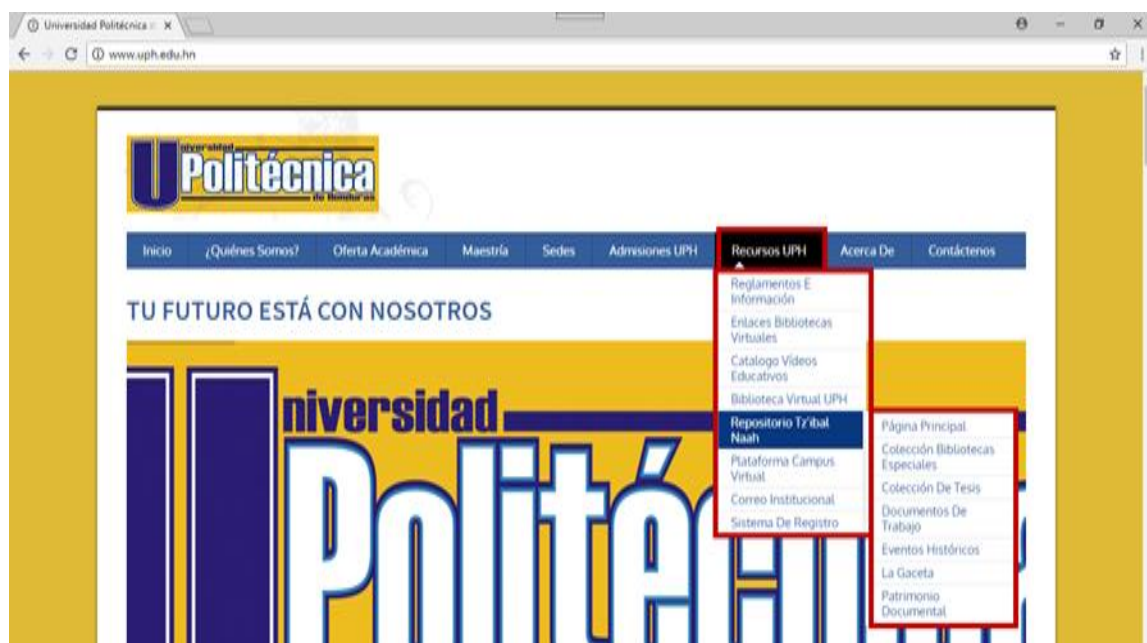 Universidad Politécnica
www.uph.edu.hn
Universidad
Politécnica
de Honduras
Inicio ¿Quiénes Somos? Oferta Académica Maestría Sedes Admisiones UPH Recursos UPH Acerca De Contáctenos
TU FUTURO ESTÁ CON NOSOTROS
Reglamentos E
Información
Enlaces Bibliotecas
Virtuales
Catalogo Vídeos
Educativos
Biblioteca Virtual UPH
Repositorio Tz'ibal
Naah
Plataforma Campus
Virtual
Correo Institucional
Sistema De Registro
Página Principal
Colección Bibliotecas
Especiales
Colección De Tesis
Documentos De
Trabajo
Eventos Históricos
La Gaceta
Patrimonio
Documental
Universidad
Politécnica